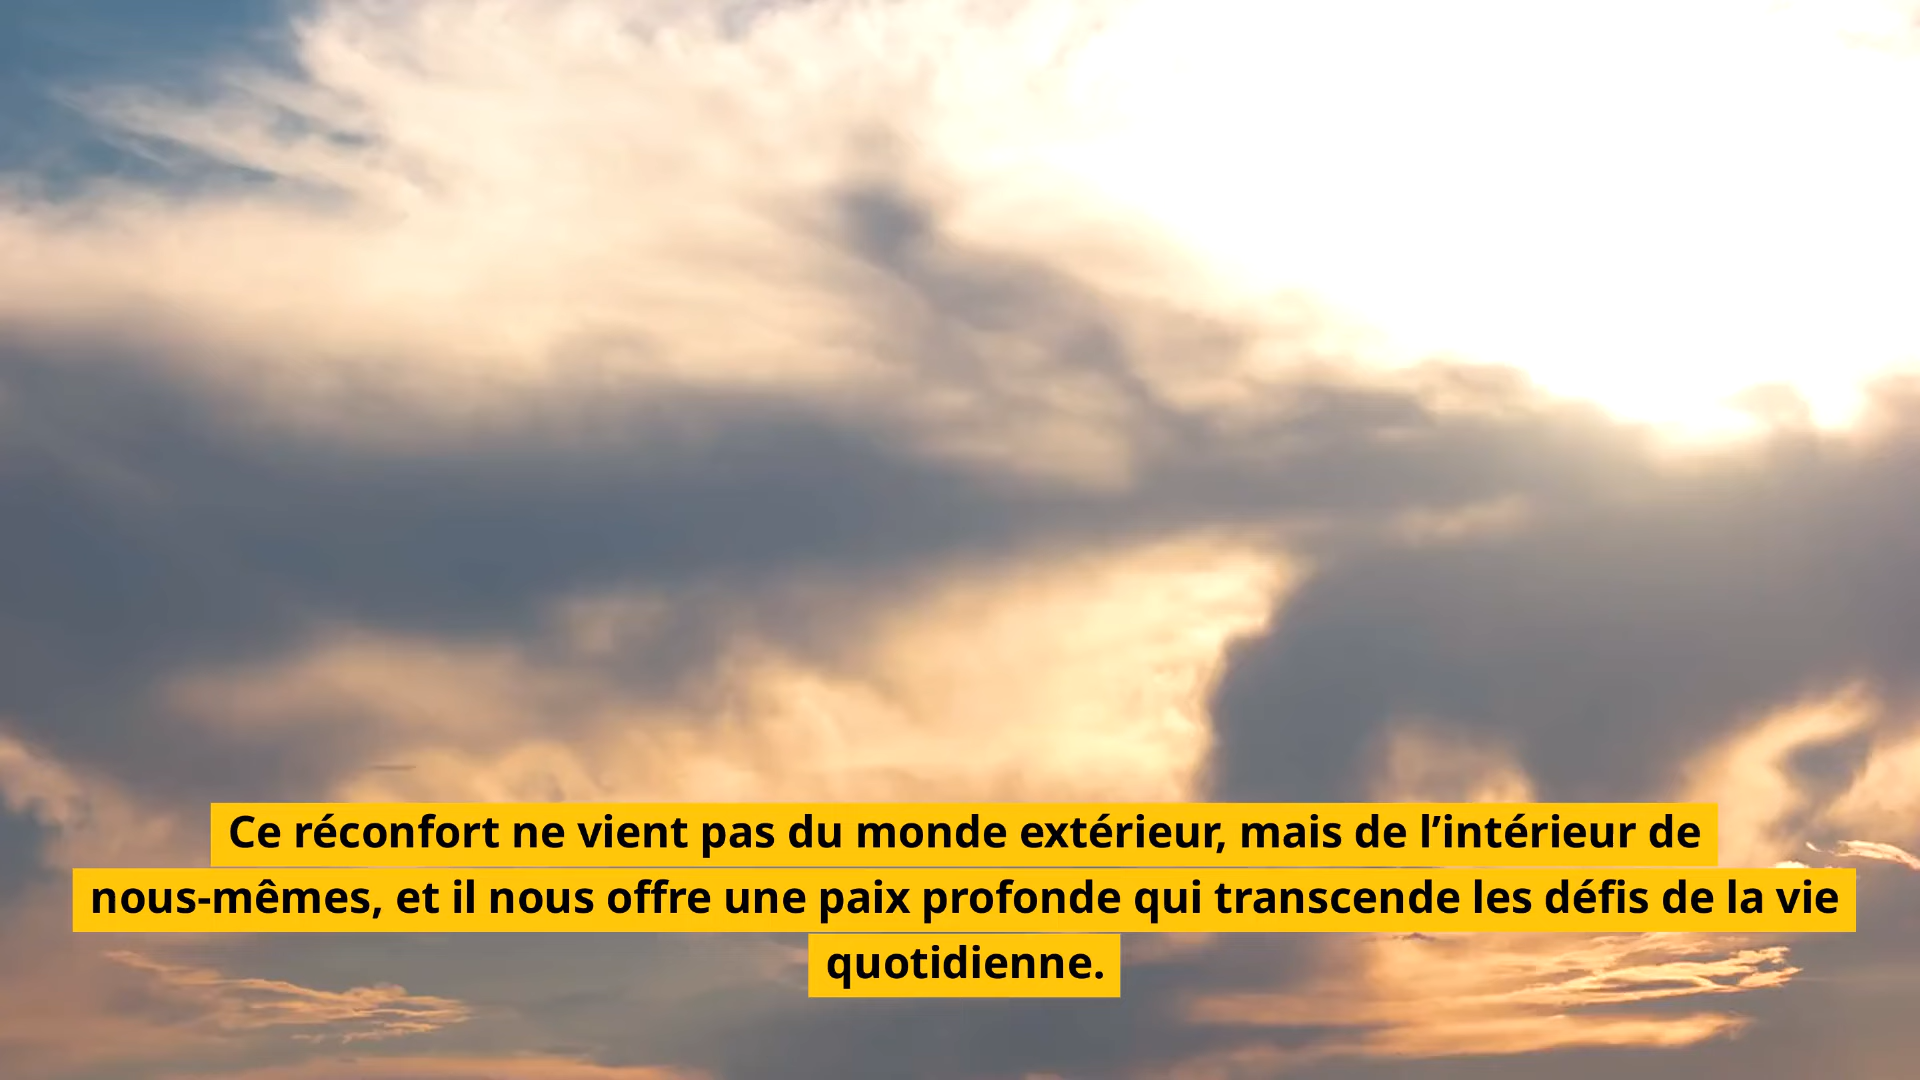 Ce réconfort ne vient pas du monde extérieur, mais de l’intérieur de
nous-mêmes, et il nous offre une paix profonde qui transcende les défis de la vie
quotidienne.